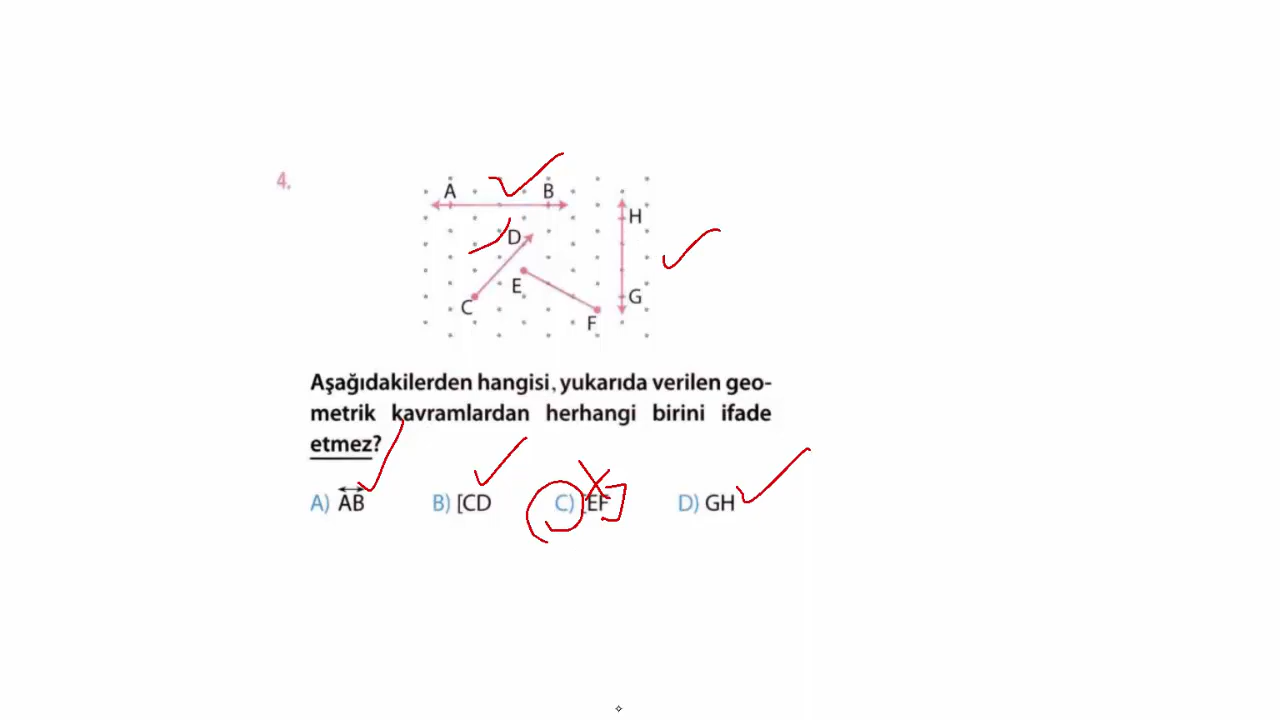 4.
A B
H
D
E
G
C
F
Aşağıdakilerden hangisi, yukarıda verilen geo-
metrik kavramlardan herhangi birini ifade
etmez?
A) AB B) [CD C) [EF] D) GH